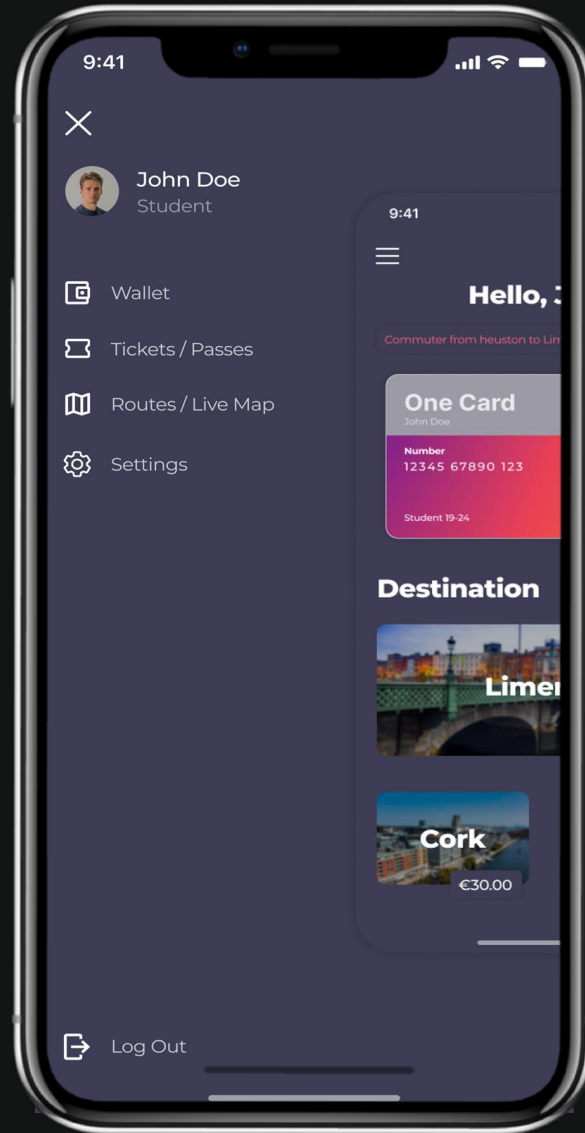 9:41
John Doe
Student
Wallet
Tickets / Passes
Routes / Live Map
Settings
Log Out
9:41
Hello,
Commuter from heuston to
One Card
John Doe
Number
12345 67890 123
Student 19-24
Destination
Cork
€30.00